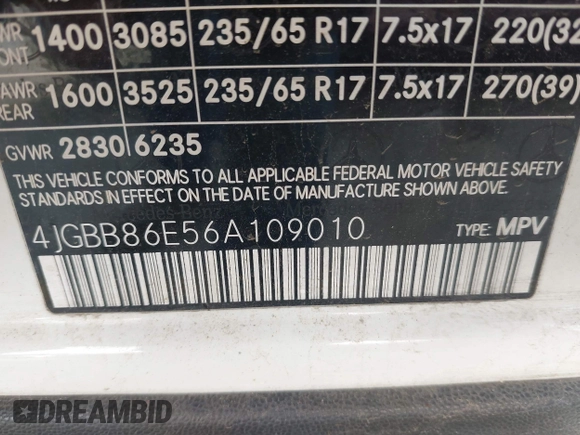 WR 1400 3085 235/65 R17 7.5x17 220(32
ONT
AWR 1600 3525 235/65 R17 7.5x17 270(39)
REAR
GVWR 2830 6235
THIS VEHICLE CONFORMS TO ALL APPLICABLE FEDERAL MOTOR VEHICLE SAFETY
STANDARDS IN EFFECT ON THE DATE OF MANUFACTURE SHOWN ABOVE.
4JGBB86E56A109010 TYPE: MPV
DREAMBID